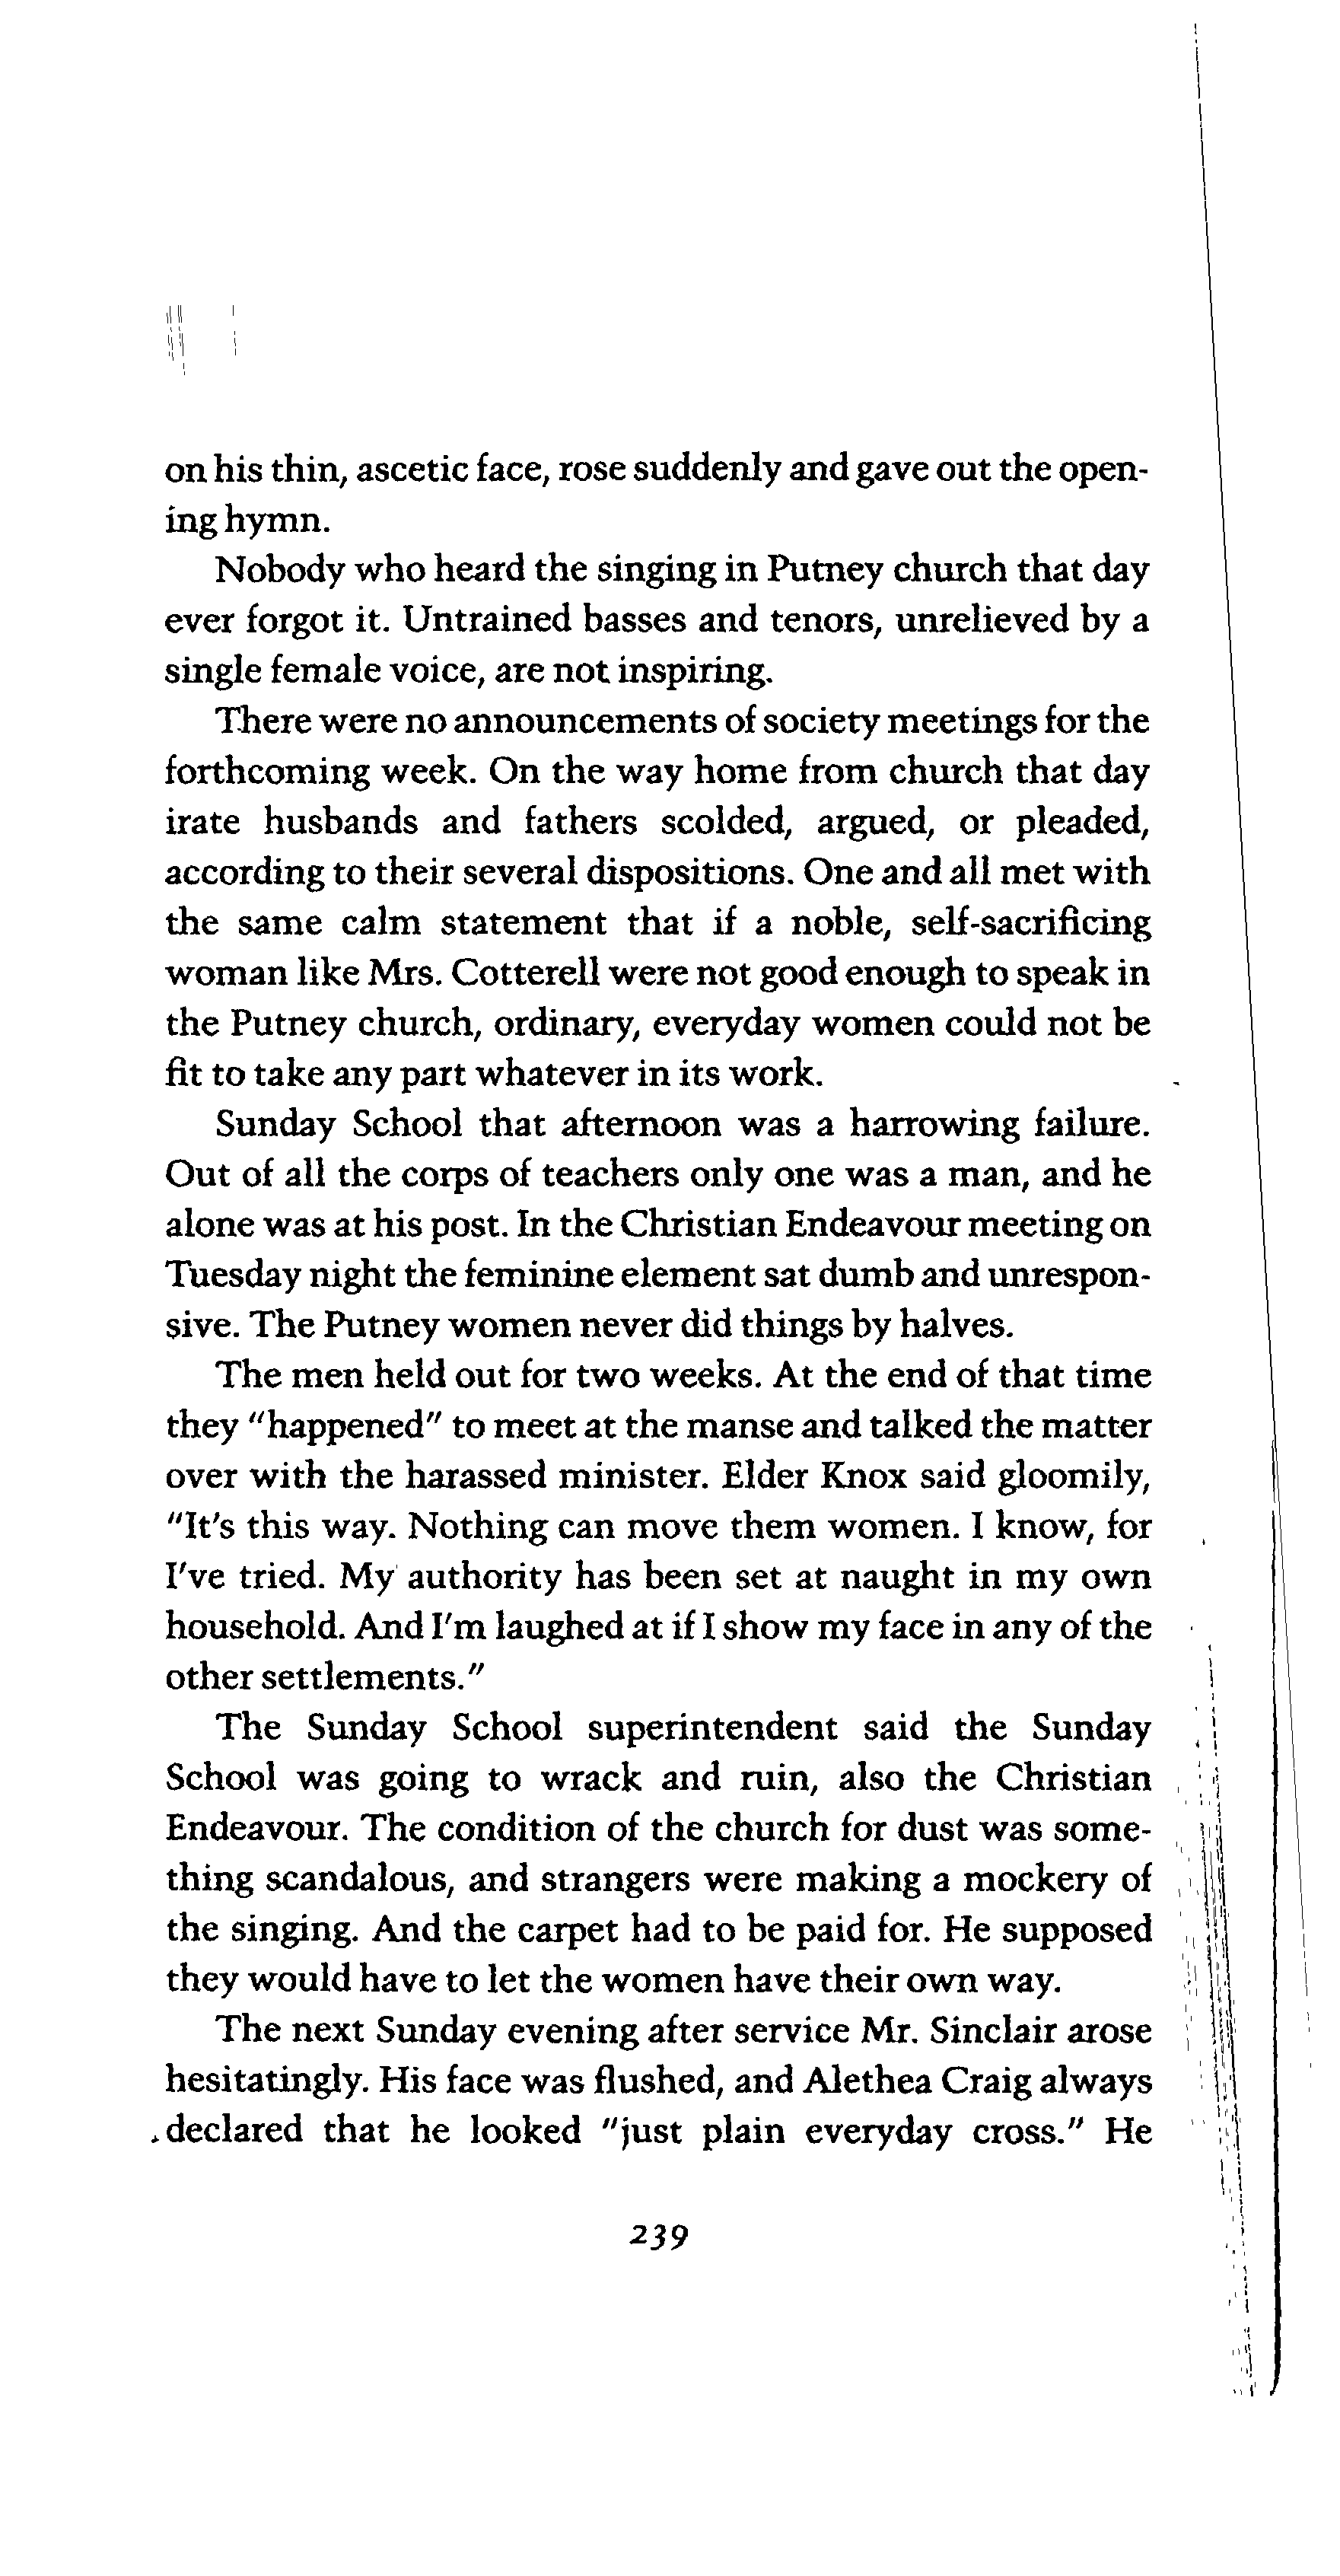 on his thin, ascetic face, rose suddenly and gave out the open-
ing hymn.
Nobody who heard the singing in Putney church that day
ever forgot it. Untrained basses and tenors, unrelieved by a
single female voice, are not inspiring.
There were no announcements of society meetings for the
forthcoming week. On the way home from church that day
irate husbands and fathers scolded, argued, or pleaded,
according to their several dispositions. One and all met with
the same calm statement that if a noble, self-sacrificing
woman like Mrs. Cotterell were not good enough to speak in
the Putney church, ordinary, everyday women could not be
fit to take any part whatever in its work.
Sunday School that afternoon was a harrowing failure.
Out of all the corps of teachers only one was a man, and he
alone was at his post. In the Christian Endeavour meeting on
Tuesday night the feminine element sat dumb and unrespon-
sive. The Putney women never did things by halves.
The men held out for two weeks. At the end of that time
they "happened" to meet at the manse and talked the matter
over with the harassed minister. Elder Knox said gloomily,
"It's this way. Nothing can move them women. I know, for
I've tried. My authority has been set at naught in my own
household. And I'm laughed at if I show my face in any of the
other settlements."
The Sunday School superintendent said the Sunday
School was going to wrack and ruin, also the Christian
Endeavour. The condition of the church for dust was some-
thing scandalous, and strangers were making a mockery of
the singing. And the carpet had to be paid for. He supposed
they would have to let the women have their own way.
The next Sunday evening after service Mr. Sinclair arose
hesitatingly. His face was flushed, and Alethea Craig always
declared that he looked "just plain everyday cross." He
239